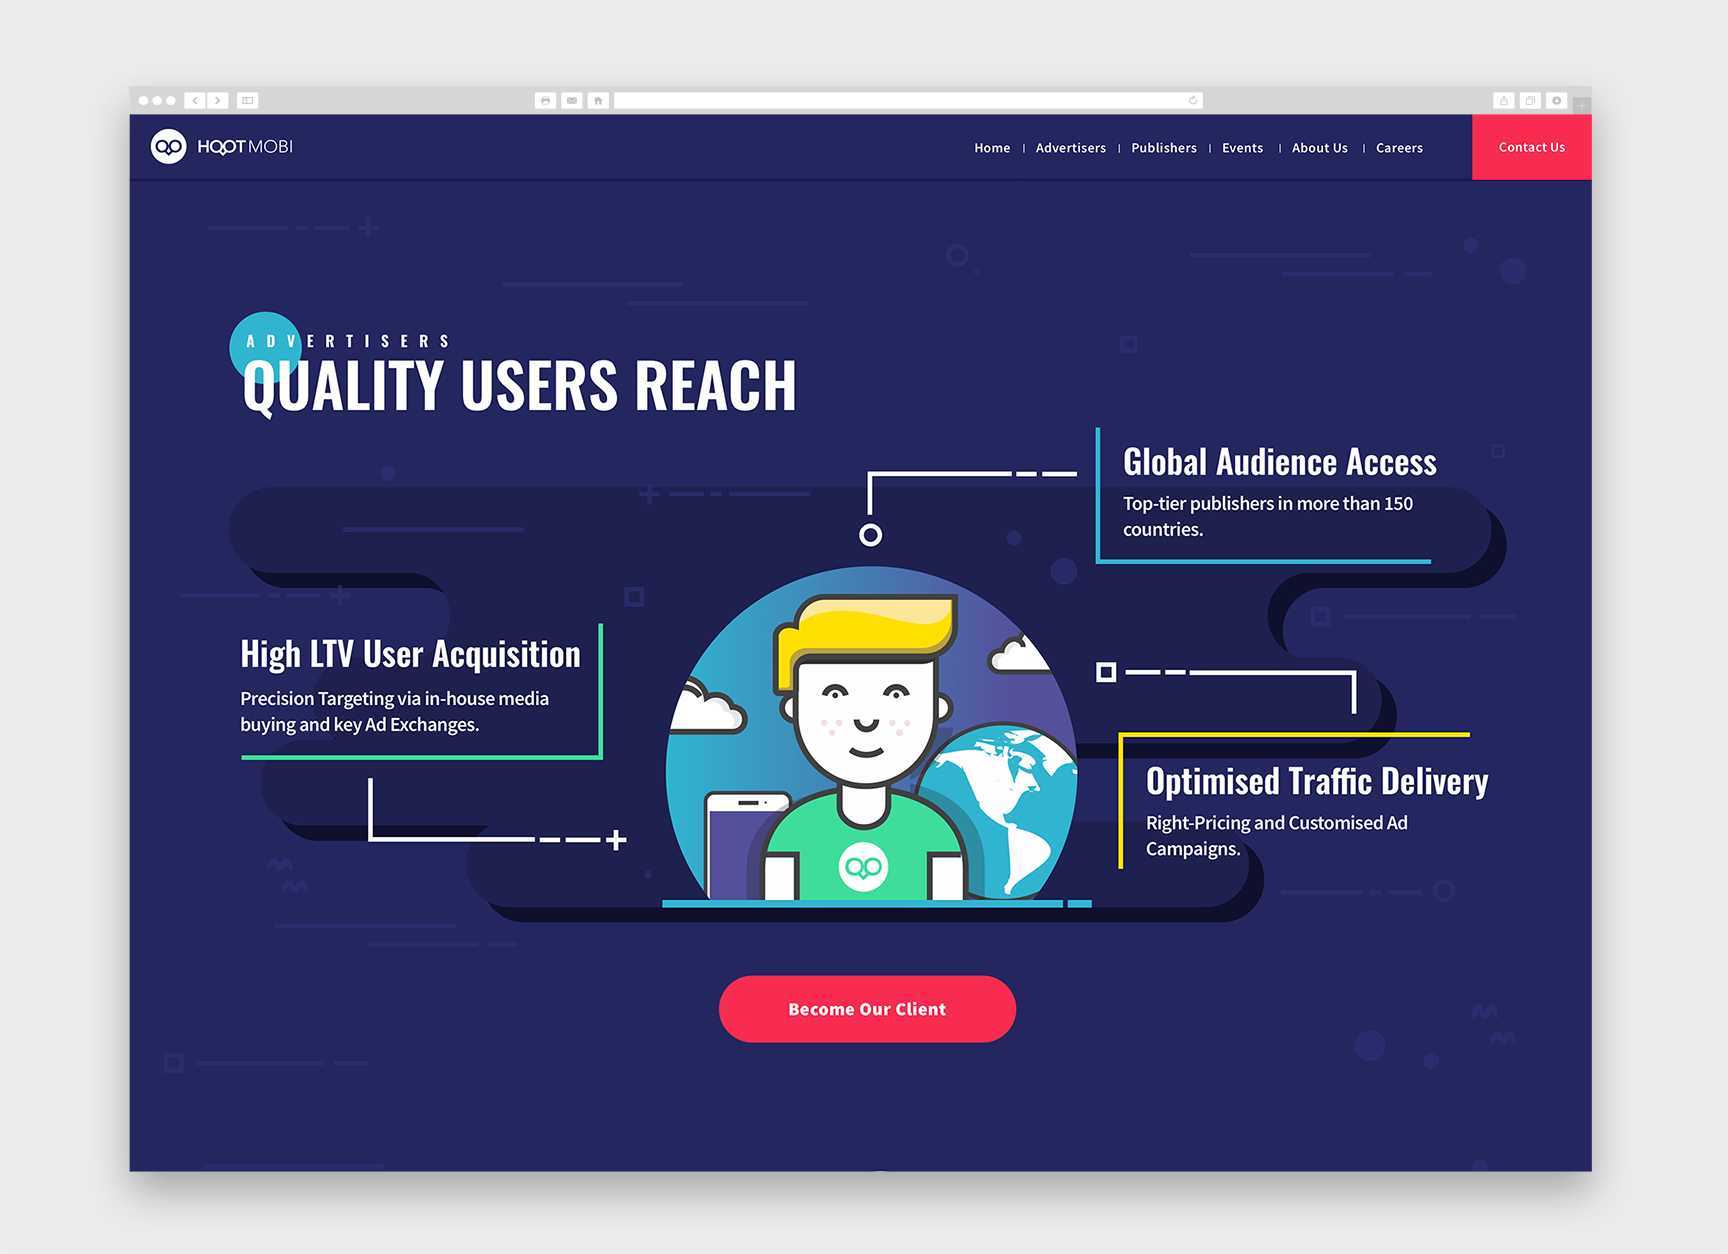 HOOTMOBI
Home
Advertisers
Publishers
Events
About Us
Careers
Contact Us
ADVERTISERS
QUALITY USERS REACH
Global Audience Access
Top-tier publishers in more than 150
countries.
High LTV User Acquisition
Precision Targeting via in-house media
buying and key Ad Exchanges.
Optimised Traffic Delivery
Right-Pricing and Customised Ad
Campaigns.
Become Our Client